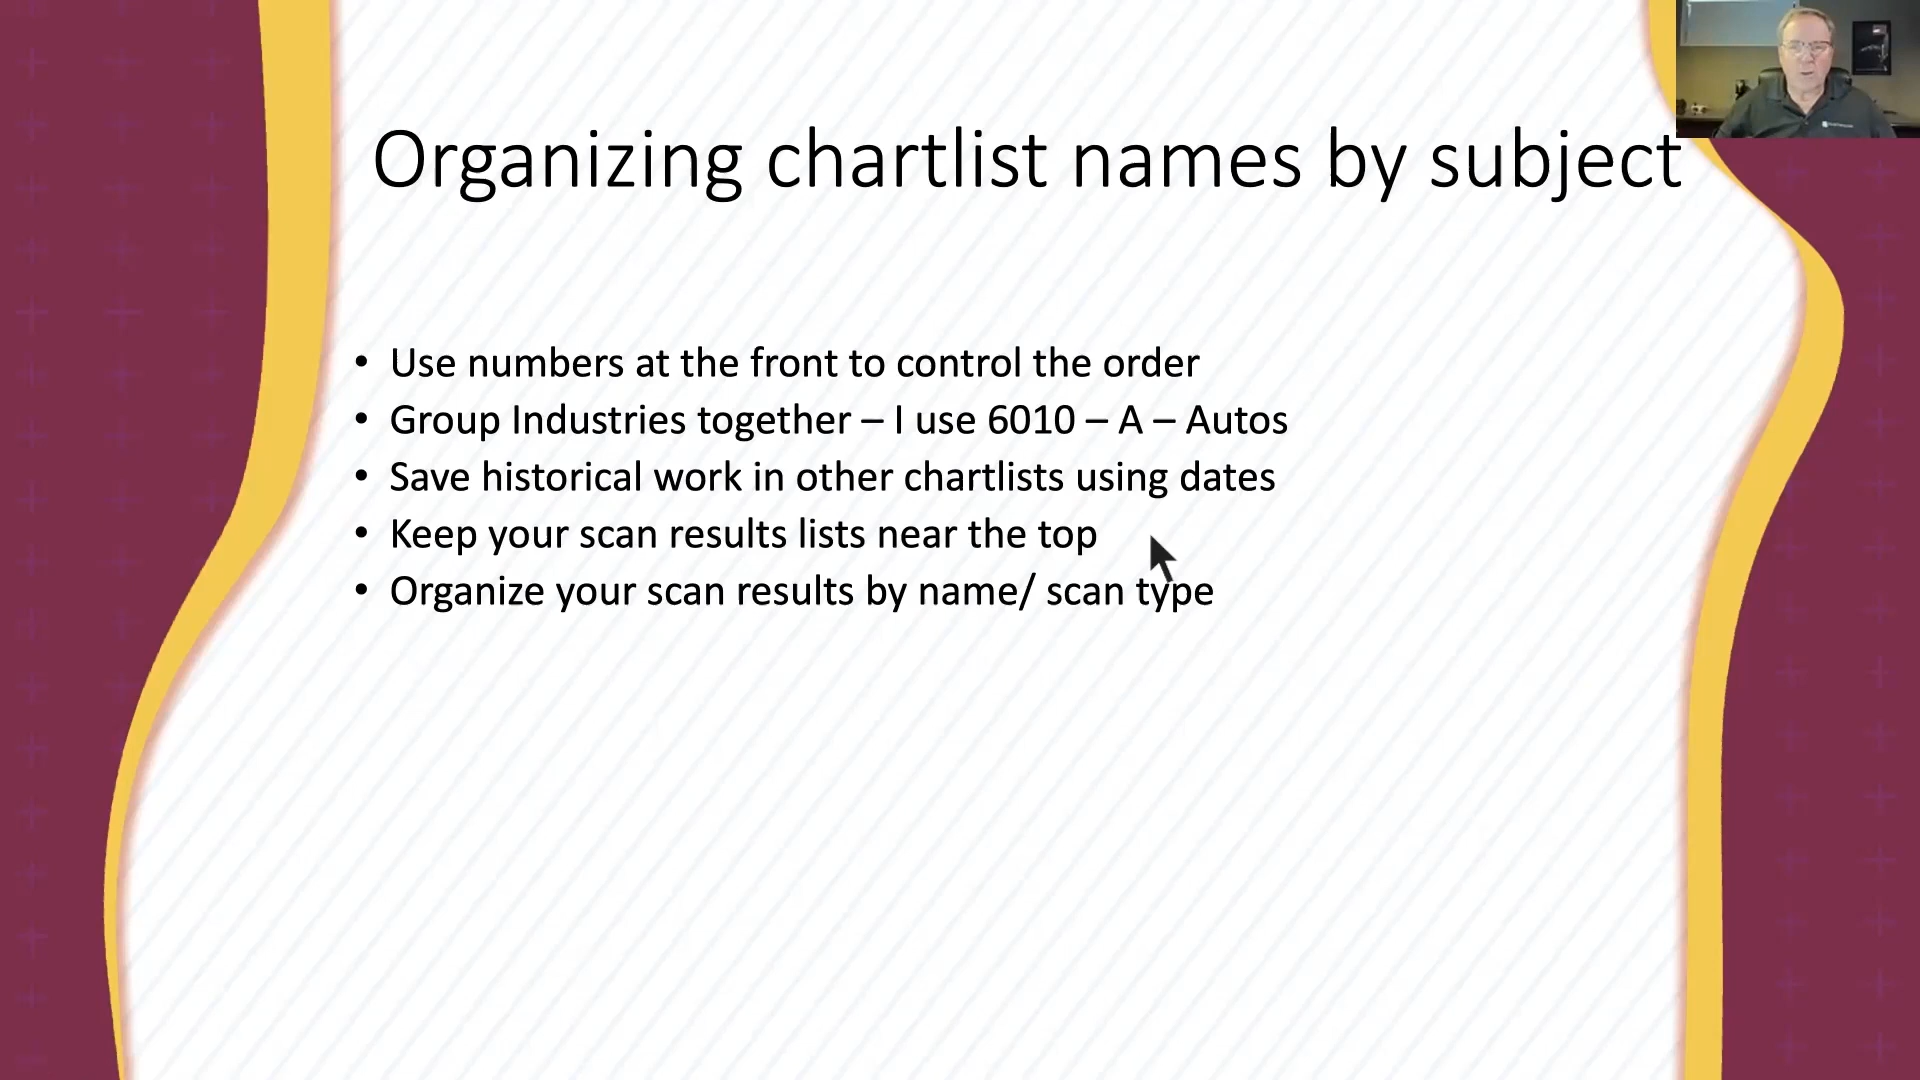 Organizing chartlist names by subject
• Use numbers at the front to control the order
• Group Industries together – I use 6010 – A – Autos
• Save historical work in other chartlists using dates
• Keep your scan results lists near the top
• Organize your scan results by name/ scan type